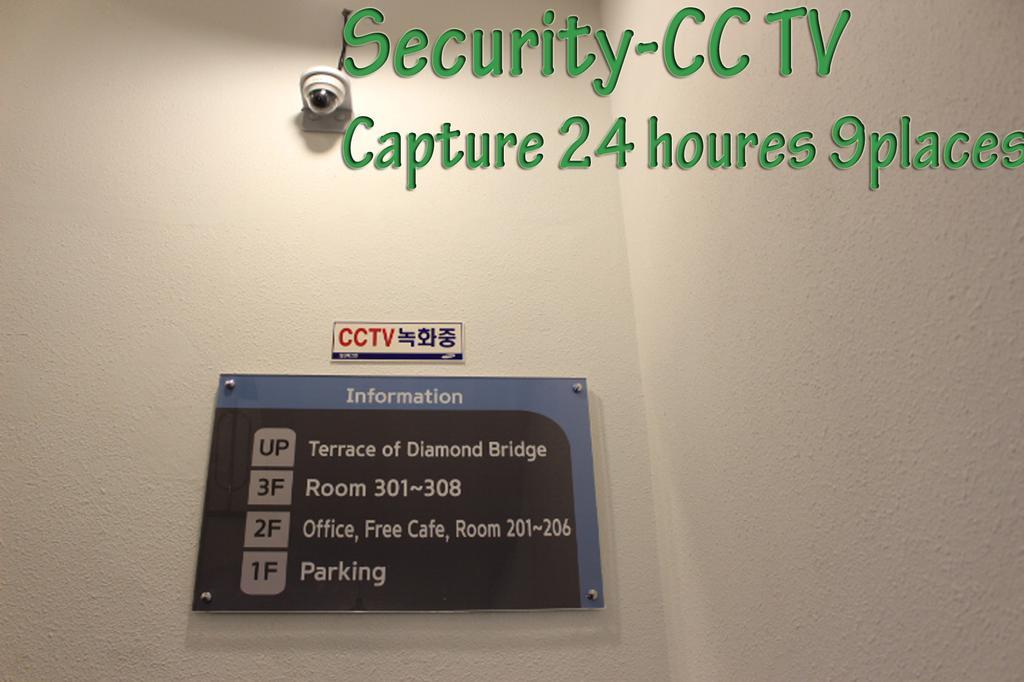 Security-CC TV
Capture 24 houres 9places
CCTV녹화중
Information
UP Terrace of Diamond Bridge
3F Room 301~308
2F Office, Free Cafe, Room 201~206
1F Parking